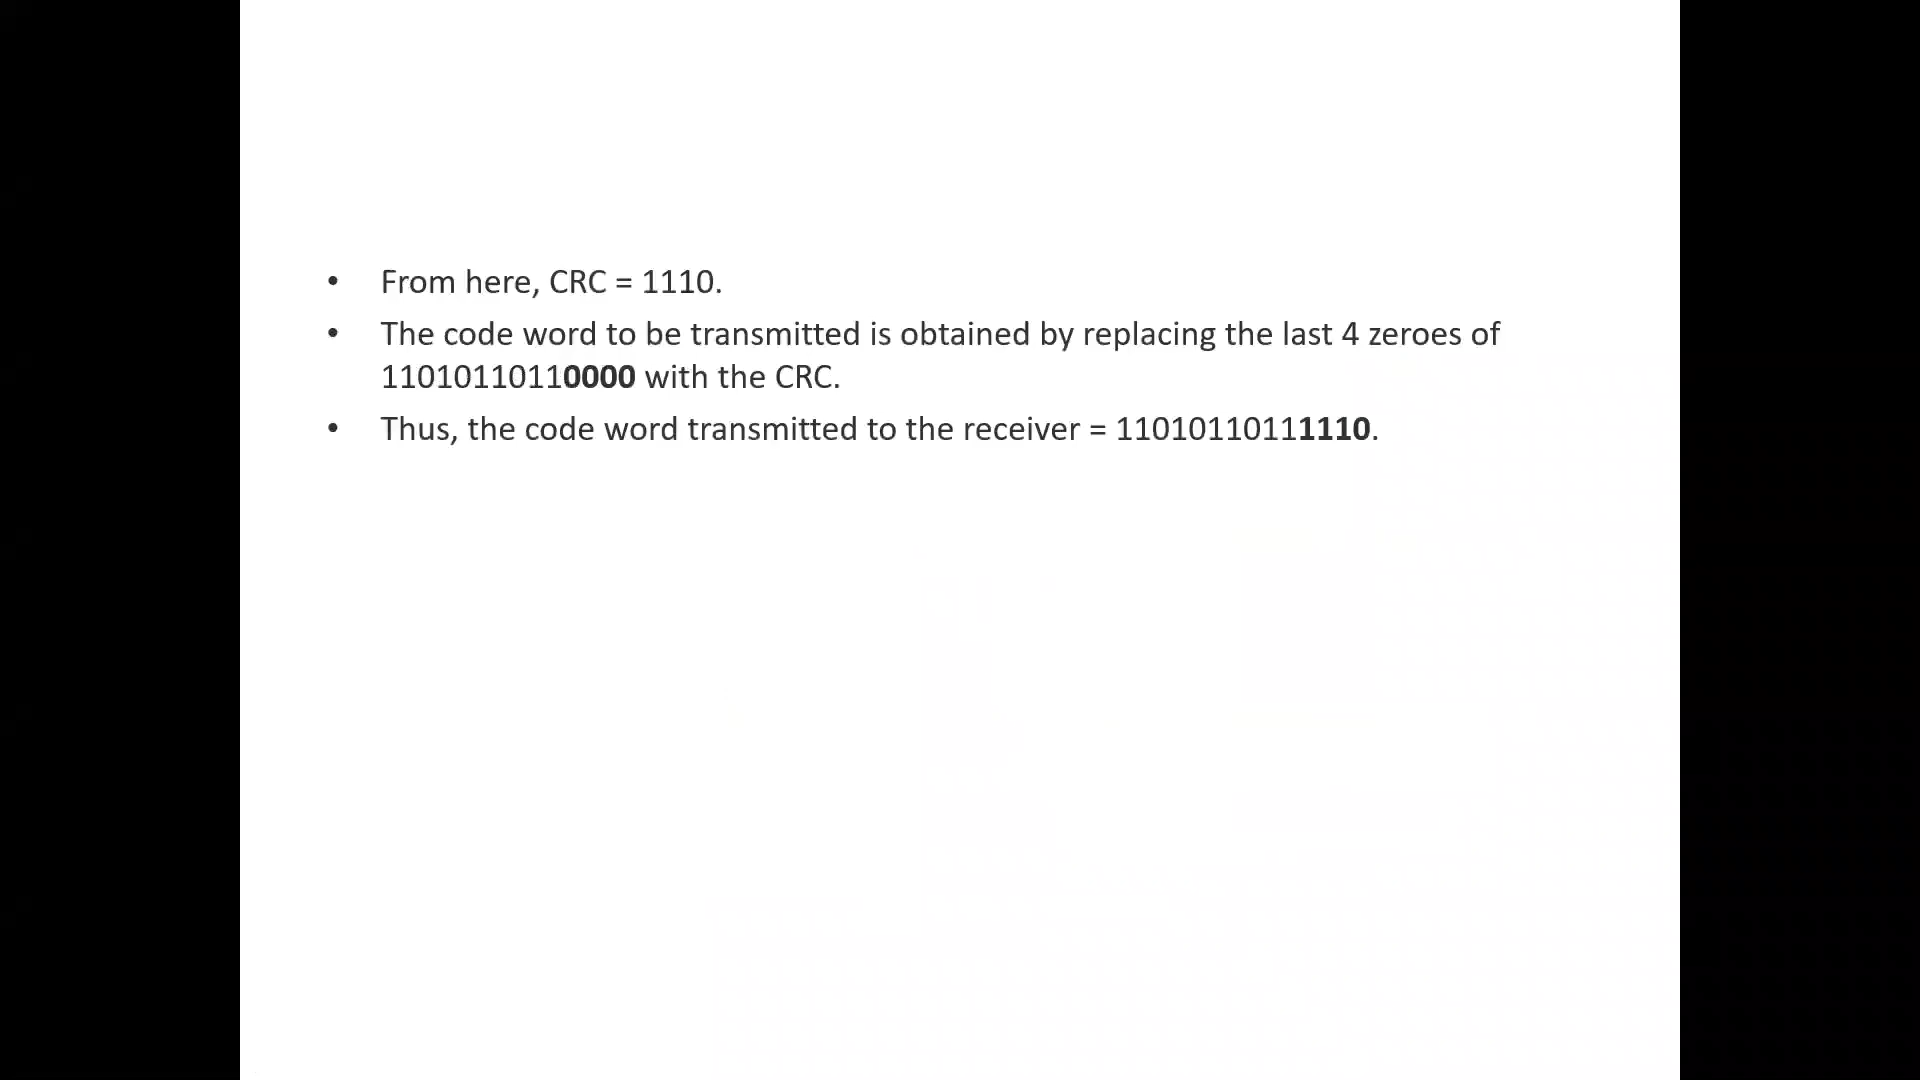 • From here, CRC = 1110.
• The code word to be transmitted is obtained by replacing the last 4 zeroes of
11010110110000 with the CRC.
• Thus, the code word transmitted to the receiver = 11010110111110.